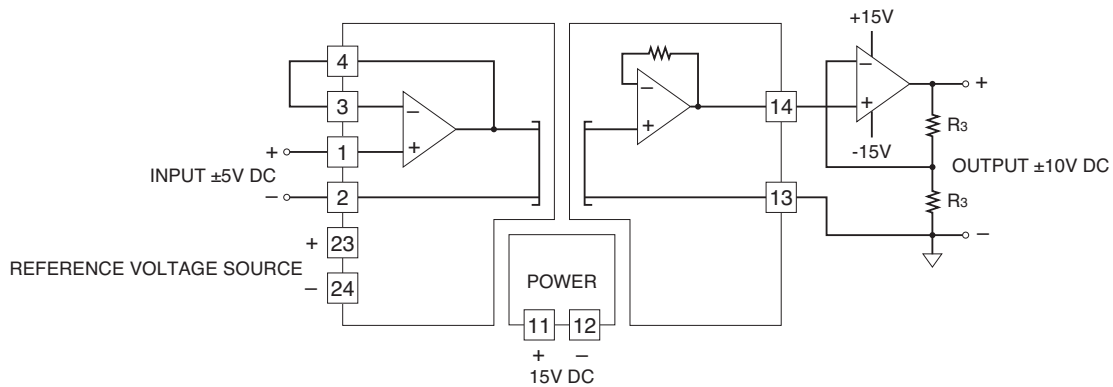 +15V
4
3
−
+
1
+
INPUT ±5V DC
−
2
+
23
REFERENCE VOLTAGE SOURCE
−
24
−
+
14
13
−
+
-15V
+
R3
OUTPUT ±10V DC
R3
−
POWER
11
12
+
−
15V DC